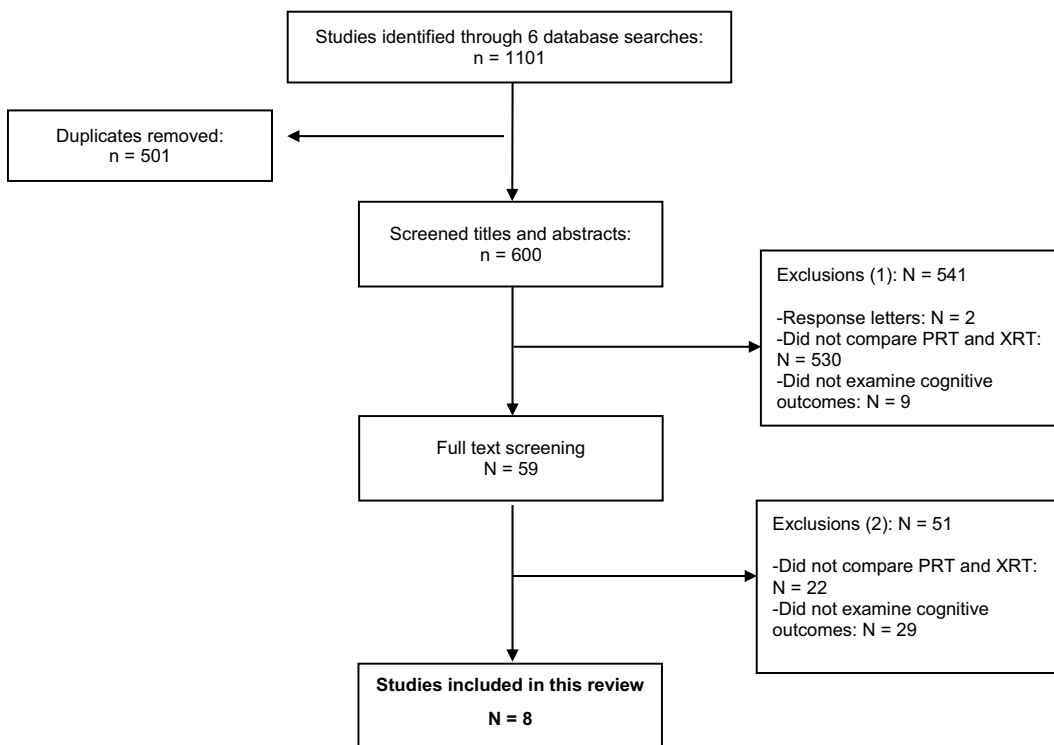 Studies identified through 6 database searches:
n = 1101
Duplicates removed:
n = 501
Screened titles and abstracts:
n = 600
Exclusions (1): N = 541
-Response letters: N = 2
-Did not compare PRT and XRT:
N = 530
-Did not examine cognitive
outcomes: N = 9
Full text screening
N = 59
Exclusions (2): N = 51
-Did not compare PRT and XRT:
N = 22
-Did not examine cognitive
outcomes: N = 29
Studies included in this review
N = 8